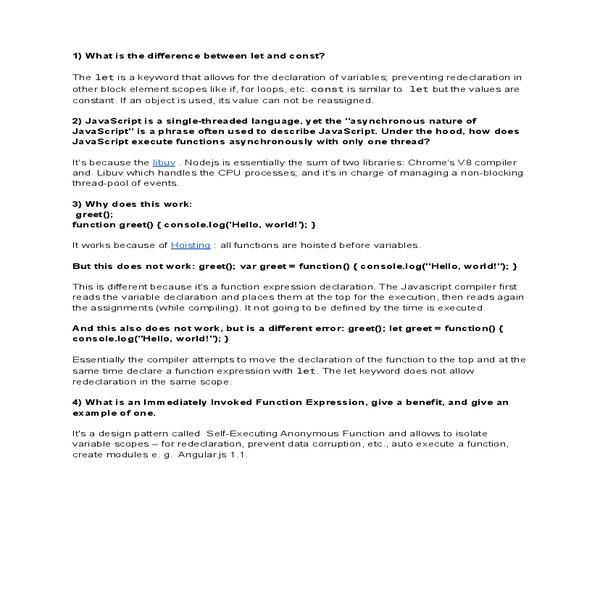 1) What is the difference between let and const?
The let is a keyword that allows for the declaration of variables; preventing redeclaration in
other block element scopes like if, for loops, etc. const is similar to let but the values are
constant. If an object is used, its value can not be reassigned.
2) JavaScript is a single-threaded language, yet the "asynchronous nature of
JavaScript" is a phrase often used to describe JavaScript. Under the hood, how does
JavaScript execute functions asynchronously with only one thread?
It's because the libuv . Nodejs is essentially the sum of two libraries: Chrome's V8 compiler
and Libuv which handles the CPU processes; and it's in charge of managing a non-blocking
thread-pool of events.
3) Why does this work:
greet();
function greet() { console.log('Hello, world!'); }
It works because of Hoisting : all functions are hoisted before variables.
But this does not work: greet(); var greet = function() { console.log("Hello, world!"); }
This is different because it's a function expression declaration. The Javascript compiler first
reads the variable declaration and places them at the top for the execution, then reads again
the assignments (while compiling). It not going to be defined by the time is executed.
And this also does not work, but is a different error: greet(); let greet = function() {
console.log("Hello, world!"); }
Essentially the compiler attempts to move the declaration of the function to the top and at the
same time declare a function expression with let. The let keyword does not allow
redeclaration in the same scope.
4) What is an Immediately Invoked Function Expression, give a benefit, and give an
example of one.
It's a design pattern called Self-Executing Anonymous Function and allows to isolate
variable scopes – for redeclaration, prevent data corruption, etc., auto execute a function,
create modules e. g. Angular.js 1.1.